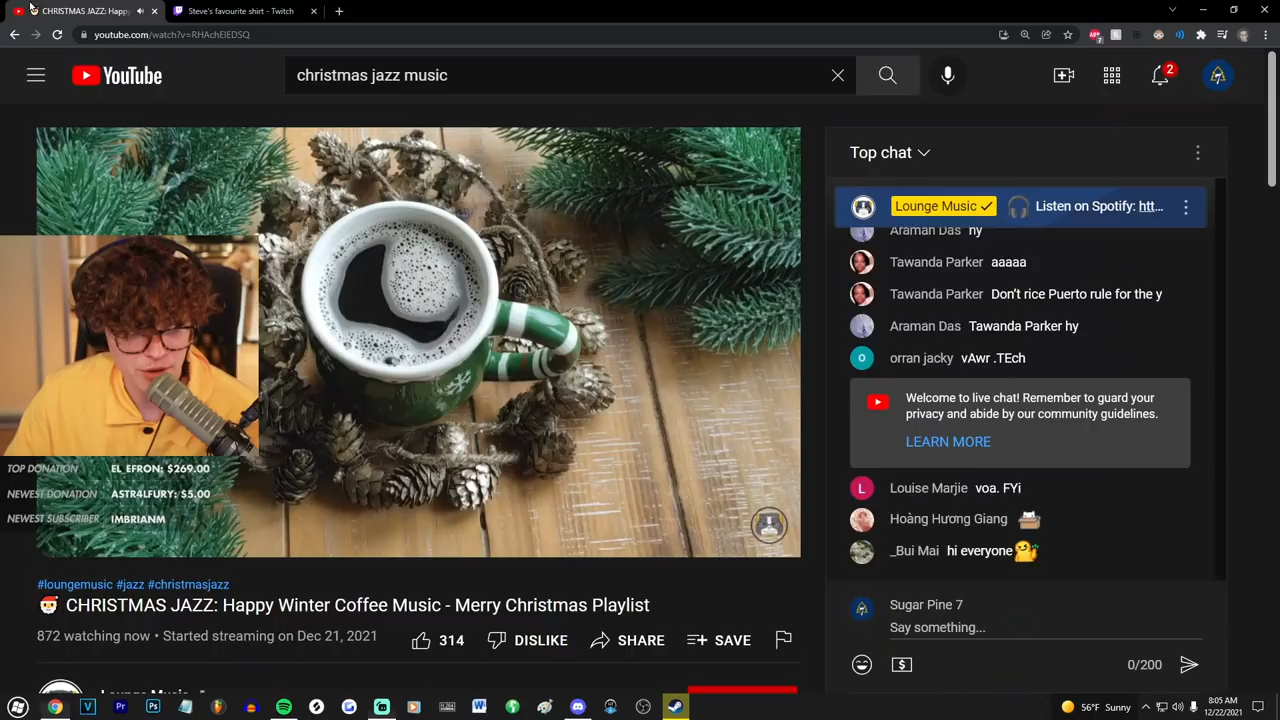 CHRISTMAS JAZZ: Happy
Steve's favourite shirt - Twitch
youtube.com/watch?v=RHAchElEDSQ
YouTube
christmas jazz music
2
Top chat
Lounge Music Listen on Spotify: htt...
Araman Das hy
Tawanda Parker aaaaa
Tawanda Parker Don't rice Puerto rule for the y
Araman Das Tawanda Parker hy
O orran jacky vAwr .TEch
Welcome to live chat! Remember to guard your
privacy and abide by our community guidelines.
LEARN MORE
L Louise Marjie voa. FYi
Hoàng Hương Giang
_Bui Mai hi everyone
TOP DONATION EL_EFRON: $269.00
NEWEST DONATION ASTR4LFURY: $5.00
NEWEST SUBSCRIBER IMBRIANM
#loungemusic #jazz #christmasjazz
CHRISTMAS JAZZ: Happy Winter Coffee Music - Merry Christmas Playlist
872 watching now • Started streaming on Dec 21, 2021
314 DISLIKE SHARE SAVE
Sugar Pine 7
Say something...
0/200
Lounge Music
56°F Sunny
8:05 AM
12/22/2021